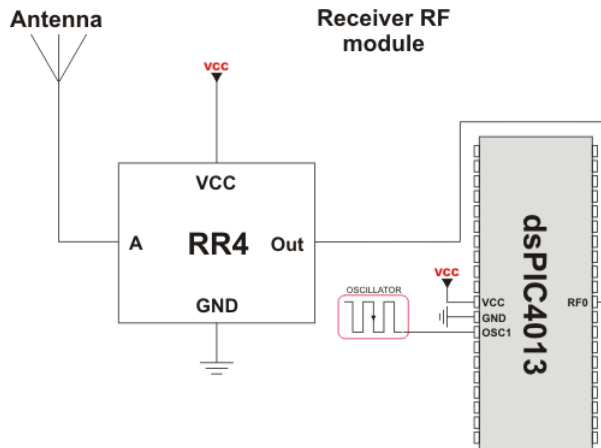 Antenna
Receiver RF
module
vcc
VCC
A
RR4
Out
GND
OSCILLATOR
vcc
VCC
GND
OSC1
RF0
dsPIC4013